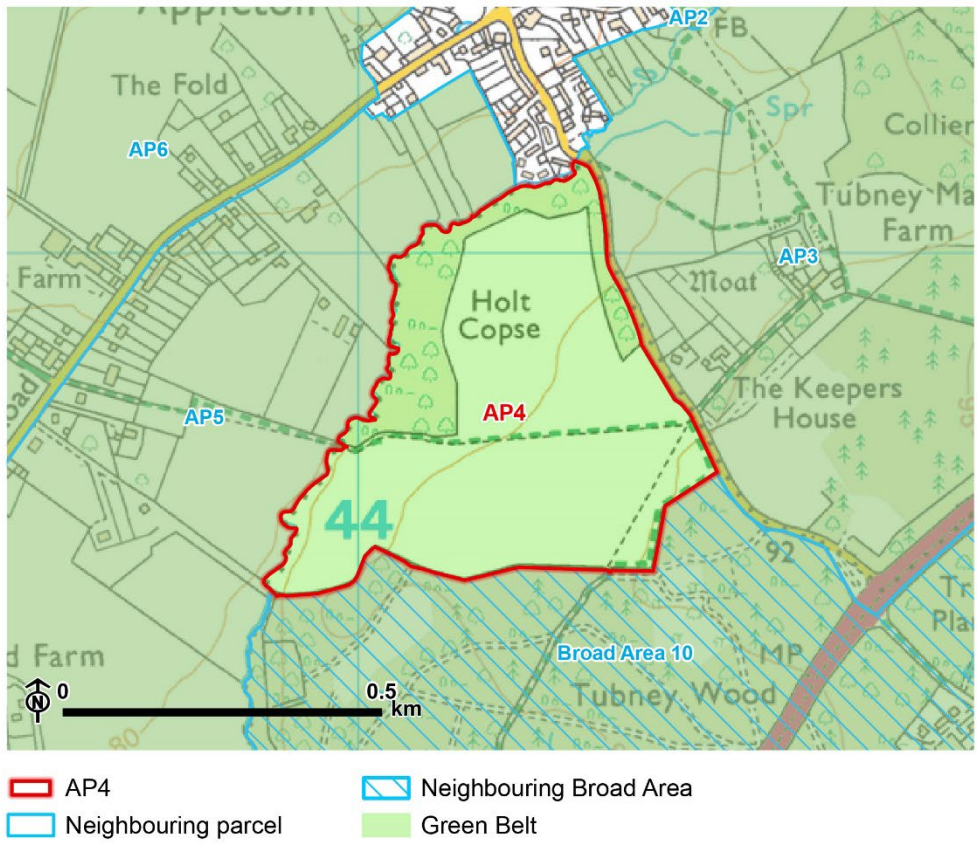 Appleton
AP2
FB
The Fold
Spr
Collier
AP6
Sp
Tubney Ma
Farm
AP3
Farm
Moat
Holt
Copse
The Keepers
House
AP4
AP5
oad
44
92
Tr
Pla
d Farm
Broad Area 10
MP
Tubney Wood
N
0
0.5
km
80
AP4
Neighbouring Broad Area
Neighbouring parcel
Green Belt